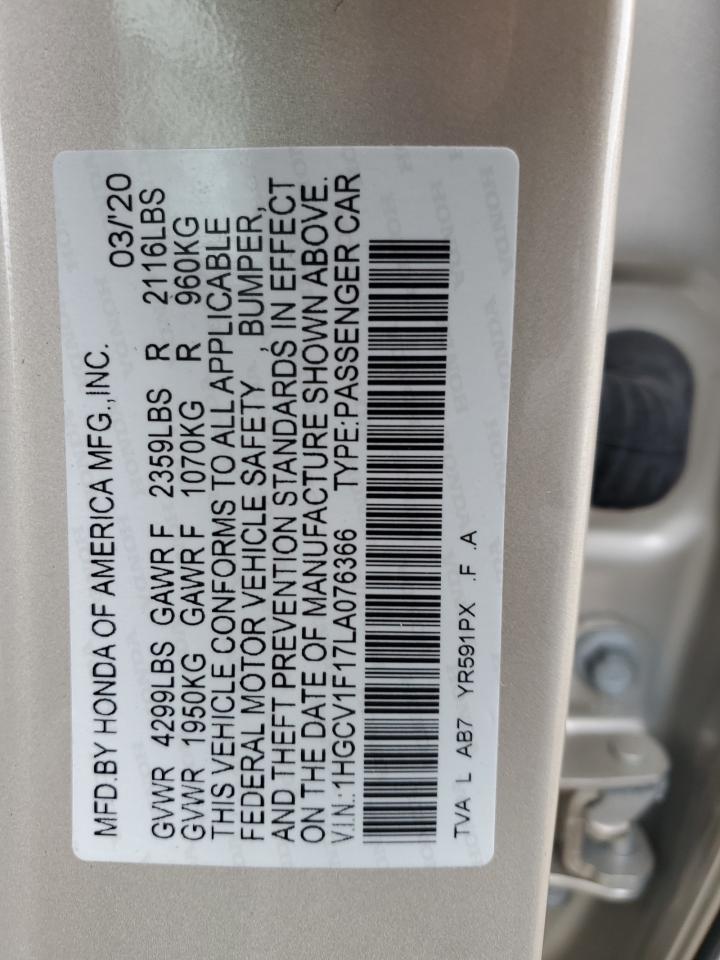 MFD.BY HONDA OF AMERICA MFG.,INC. 03/'20
GVWR 4299LBS GAWR F 2359LBS R 2116LBS
GVWR 1950KG GAWR F 1070KG R 960KG
THIS VEHICLE CONFORMS TO ALL APPLICABLE
FEDERAL MOTOR VEHICLE SAFETY , BUMPER,
AND THEFT PREVENTION STANDARDS IN EFFECT
ON THE DATE OF MANUFACTURE SHOWN ABOVE.
V.I.N.:1HGCV1F17LA076366 TYPE:PASSENGER CAR
TVA L AB7 YR591PX .F .A